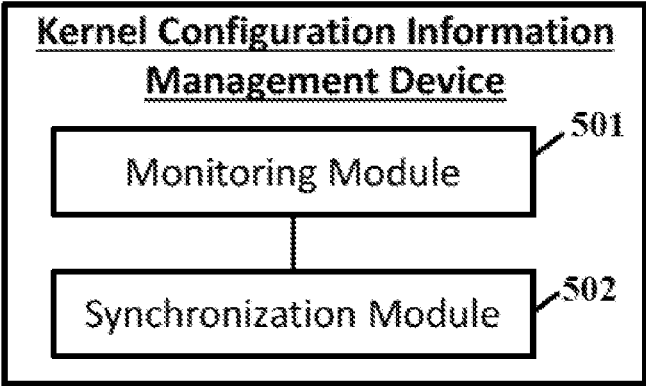 Kernel Configuration Information
Management Device
501
Monitoring Module
502
Synchronization Module